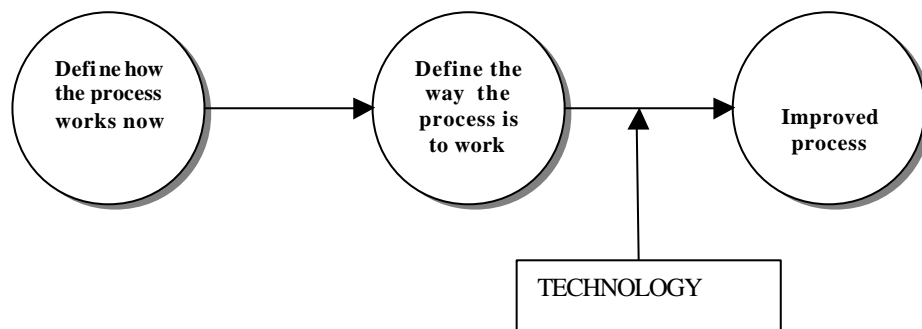 Define how
the process
works now
Define the
way the
process is
to work
Improved
process
TECHNOLOGY